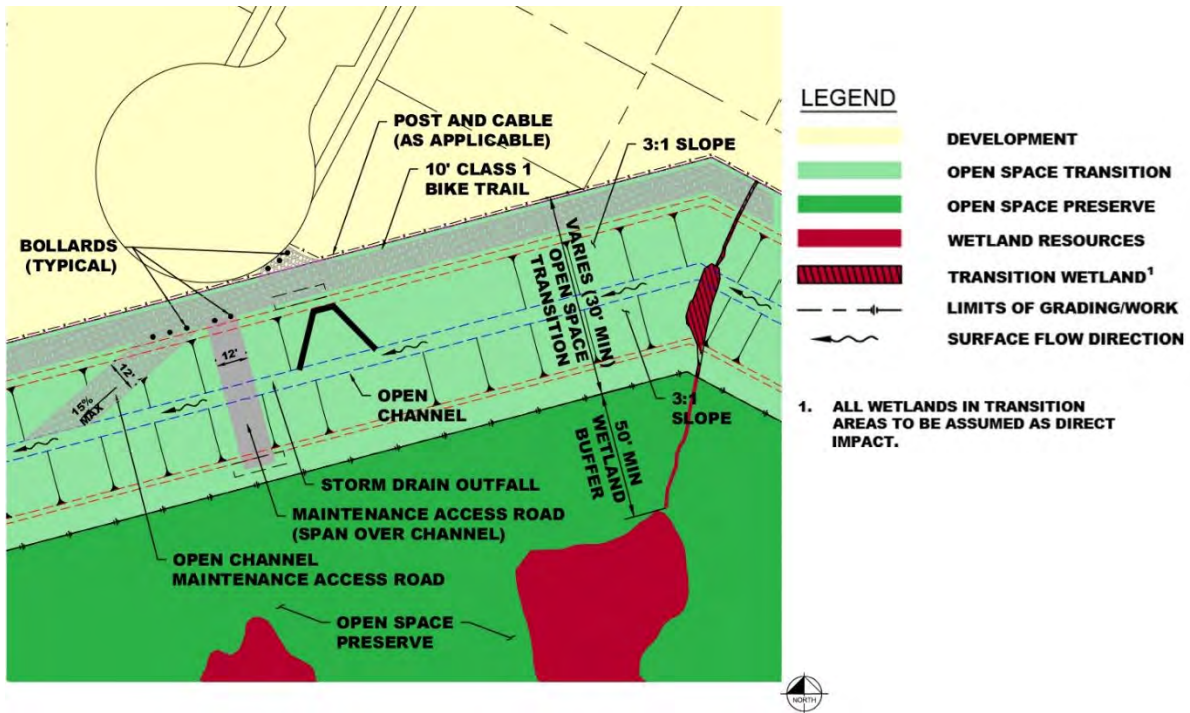 POST AND CABLE
(AS APPLICABLE)
3:1 SLOPE
10' CLASS 1
BIKE TRAIL
BOLLARDS
(TYPICAL)
VARIES (30' MIN)
OPEN SPACE
TRANSITION
12'
12'
15%
MAX
OPEN
CHANNEL
3:1
SLOPE
50' MIN
WETLAND
BUFFER
STORM DRAIN OUTFALL
MAINTENANCE ACCESS ROAD
(SPAN OVER CHANNEL)
OPEN CHANNEL
MAINTENANCE ACCESS ROAD
OPEN SPACE
PRESERVE
LEGEND
DEVELOPMENT
OPEN SPACE TRANSITION
OPEN SPACE PRESERVE
WETLAND RESOURCES
TRANSITION WETLAND¹
LIMITS OF GRADING/WORK
SURFACE FLOW DIRECTION
1. ALL WETLANDS IN TRANSITION
AREAS TO BE ASSUMED AS DIRECT
IMPACT.
NORTH